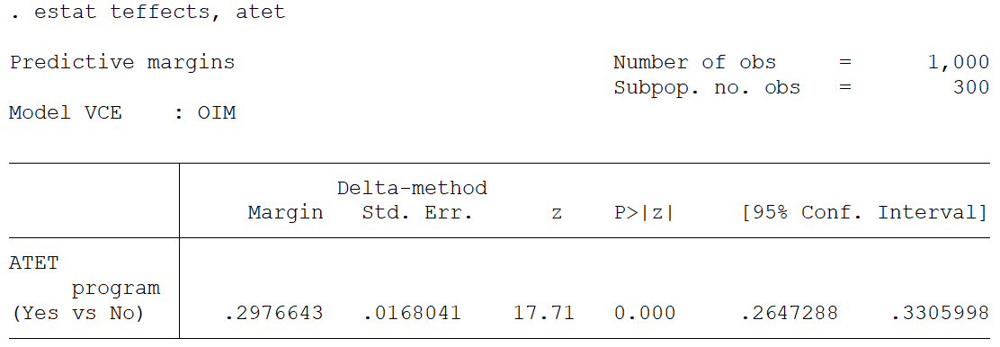 . estat teffects, atet
Predictive margins Number of obs = 1,000
Subpop. no. obs = 300
Model VCE : OIM
Delta-method
Margin Std. Err. z P>|z| [95% Conf. Interval]
ATET
program
(Yes vs No) .2976643 .0168041 17.71 0.000 .2647288 .3305998